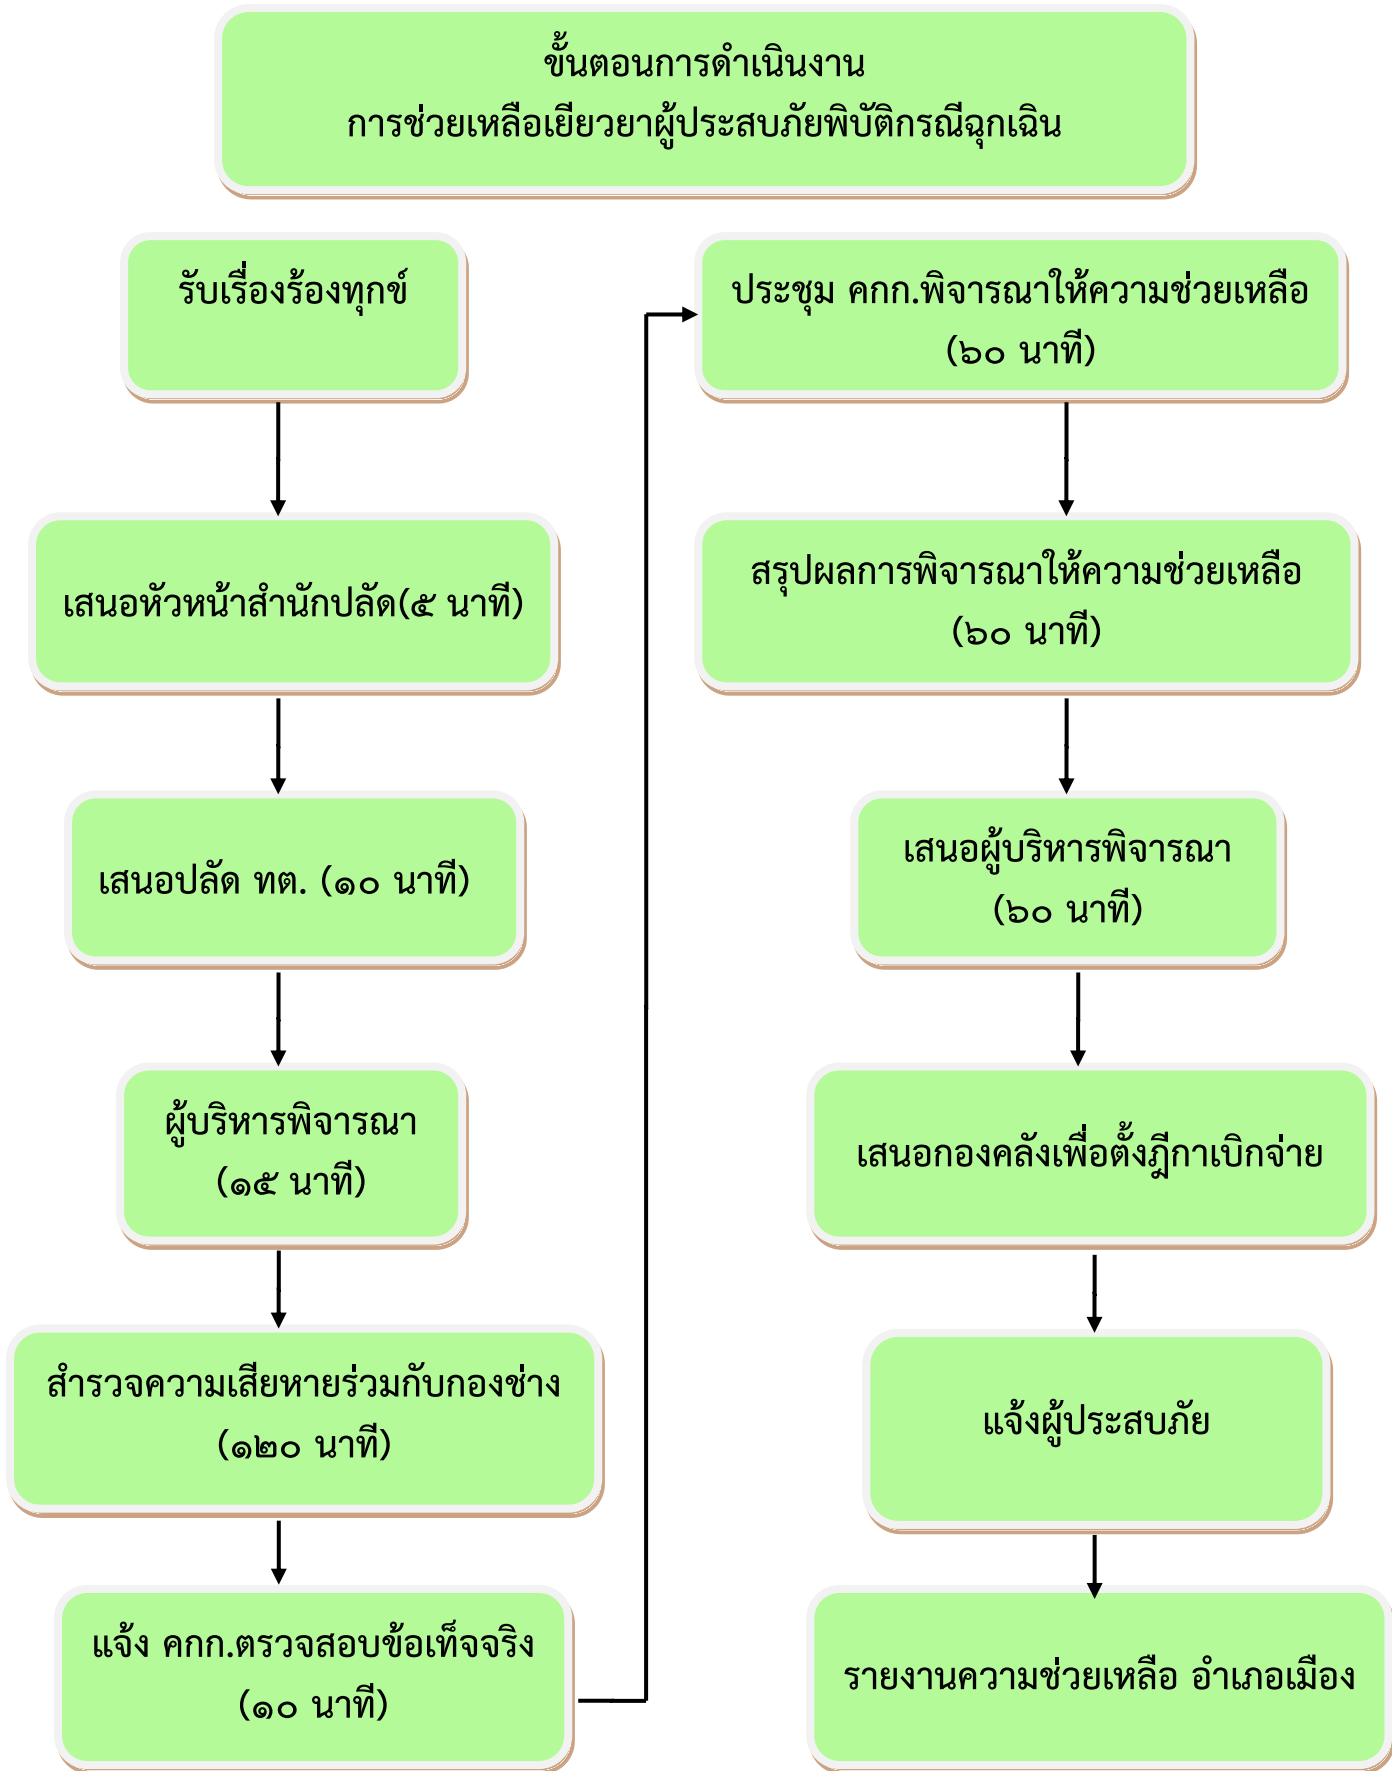 ขั้นตอนการดำเนินงาน
การช่วยเหลือเยียวยาผู้ประสบภัยพิบัติกรณีฉุกเฉิน
รับเรื่องร้องทุกข์
เสนอหัวหน้าสำนักปลัด(๕ นาที)
เสนอปลัด ทต. (๑๐ นาที)
ผู้บริหารพิจารณา
(๑๕ นาที)
สำรวจความเสียหายร่วมกับกองช่าง
(๑๒๐ นาที)
แจ้ง คกก.ตรวจสอบข้อเท็จจริง
(๑๐ นาที)
ประชุม คกก.พิจารณาให้ความช่วยเหลือ
(๖๐ นาที)
สรุปผลการพิจารณาให้ความช่วยเหลือ
(๖๐ นาที)
เสนอผู้บริหารพิจารณา
(๖๐ นาที)
เสนอกองคลังเพื่อตั้งฎีกาเบิกจ่าย
แจ้งผู้ประสบภัย
รายงานความช่วยเหลือ อำเภอเมือง